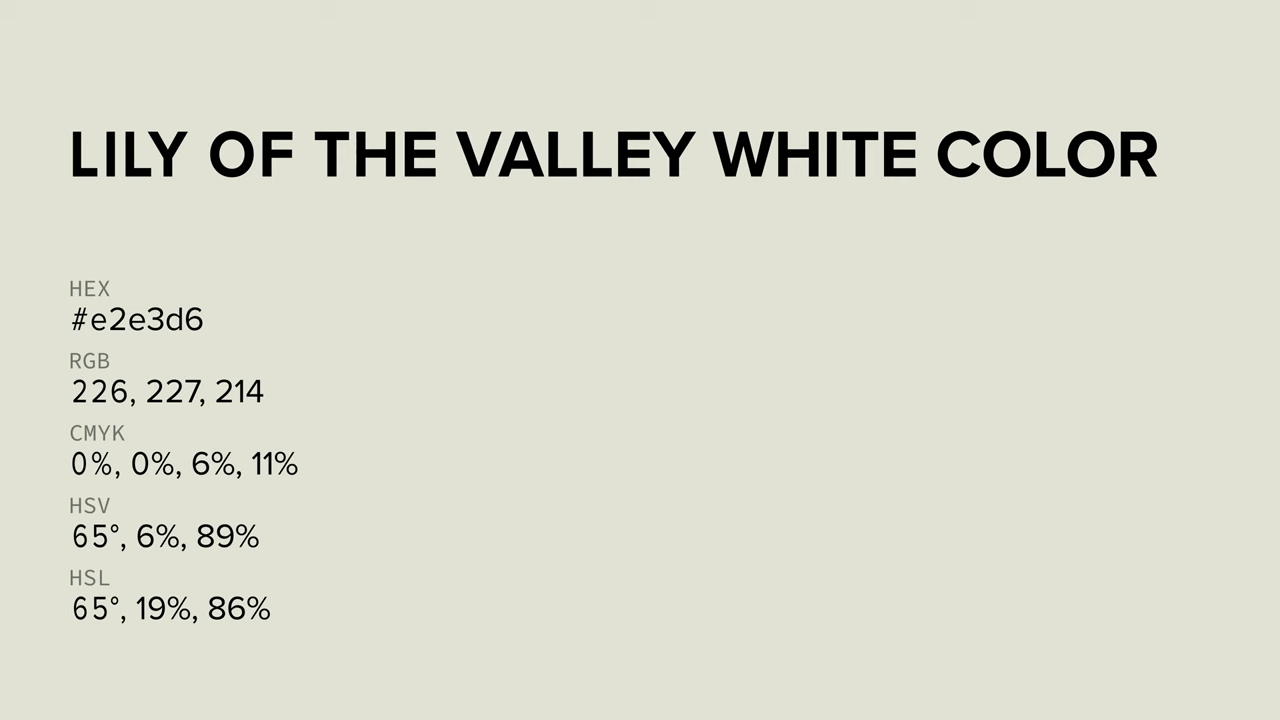 LILY OF THE VALLEY WHITE COLOR
HEX
#e2e3d6
RGB
226, 227, 214
CMYK
0%, 0%, 6%, 11%
HSV
65°, 6%, 89%
HSL
65°, 19%, 86%